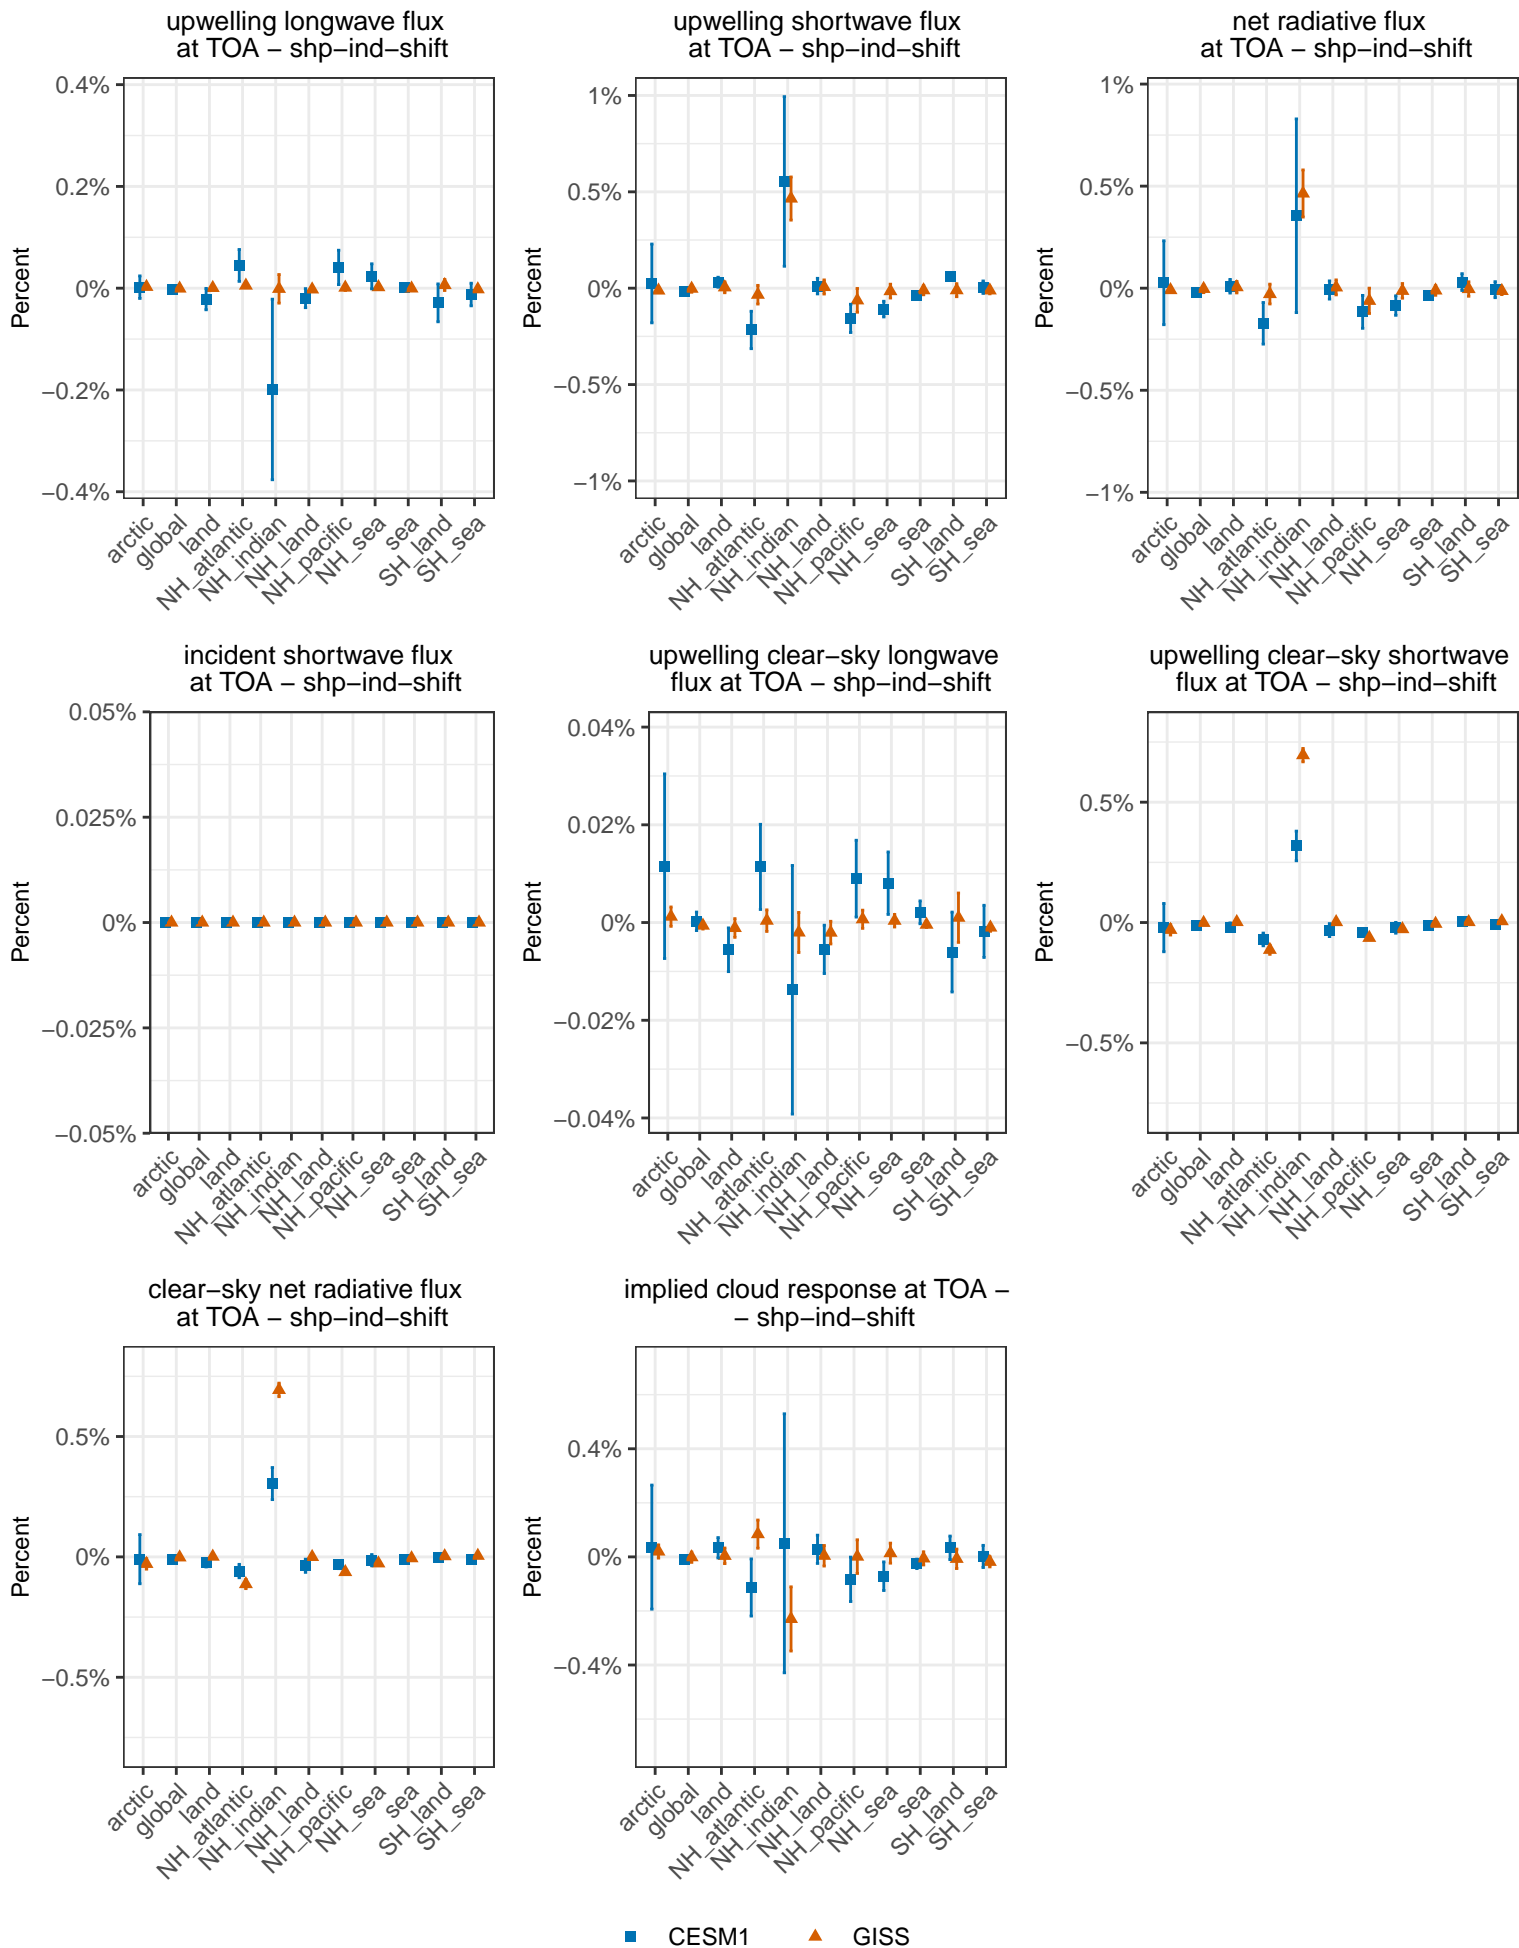 upwelling longwave flux
at TOA − shp−ind−shift
upwelling shortwave flux
at TOA − shp−ind−shift
net radiative flux
at TOA − shp−ind−shift
Percent
0.4%
0.2%
0%
−0.2%
−0.4%
arctic
global
land
NH_atlantic
NH_indian
NH_land
NH_pacific
NH_sea
sea
SH_land
SH_sea
Percent
1%
0.5%
0%
−0.5%
−1%
arctic
global
land
NH_atlantic
NH_indian
NH_land
NH_pacific
NH_sea
sea
SH_land
SH_sea
Percent
1%
0.5%
0%
−0.5%
−1%
arctic
global
land
NH_atlantic
NH_indian
NH_land
NH_pacific
NH_sea
sea
SH_land
SH_sea
incident shortwave flux
at TOA − shp−ind−shift
upwelling clear−sky longwave
flux at TOA − shp−ind−shift
upwelling clear−sky shortwave
flux at TOA − shp−ind−shift
Percent
0.05%
0.025%
0%
−0.025%
−0.05%
arctic
global
land
NH_atlantic
NH_indian
NH_land
NH_pacific
NH_sea
sea
SH_land
SH_sea
Percent
0.04%
0.02%
0%
−0.02%
−0.04%
arctic
global
land
NH_atlantic
NH_indian
NH_land
NH_pacific
NH_sea
sea
SH_land
SH_sea
Percent
0.5%
0%
−0.5%
arctic
global
land
NH_atlantic
NH_indian
NH_land
NH_pacific
NH_sea
sea
SH_land
SH_sea
clear−sky net radiative flux
at TOA − shp−ind−shift
implied cloud response at TOA −
− shp−ind−shift
Percent
0.5%
0%
−0.5%
arctic
global
land
NH_atlantic
NH_indian
NH_land
NH_pacific
NH_sea
sea
SH_land
SH_sea
Percent
0.4%
0%
−0.4%
arctic
global
land
NH_atlantic
NH_indian
NH_land
NH_pacific
NH_sea
sea
SH_land
SH_sea
CESM1
GISS